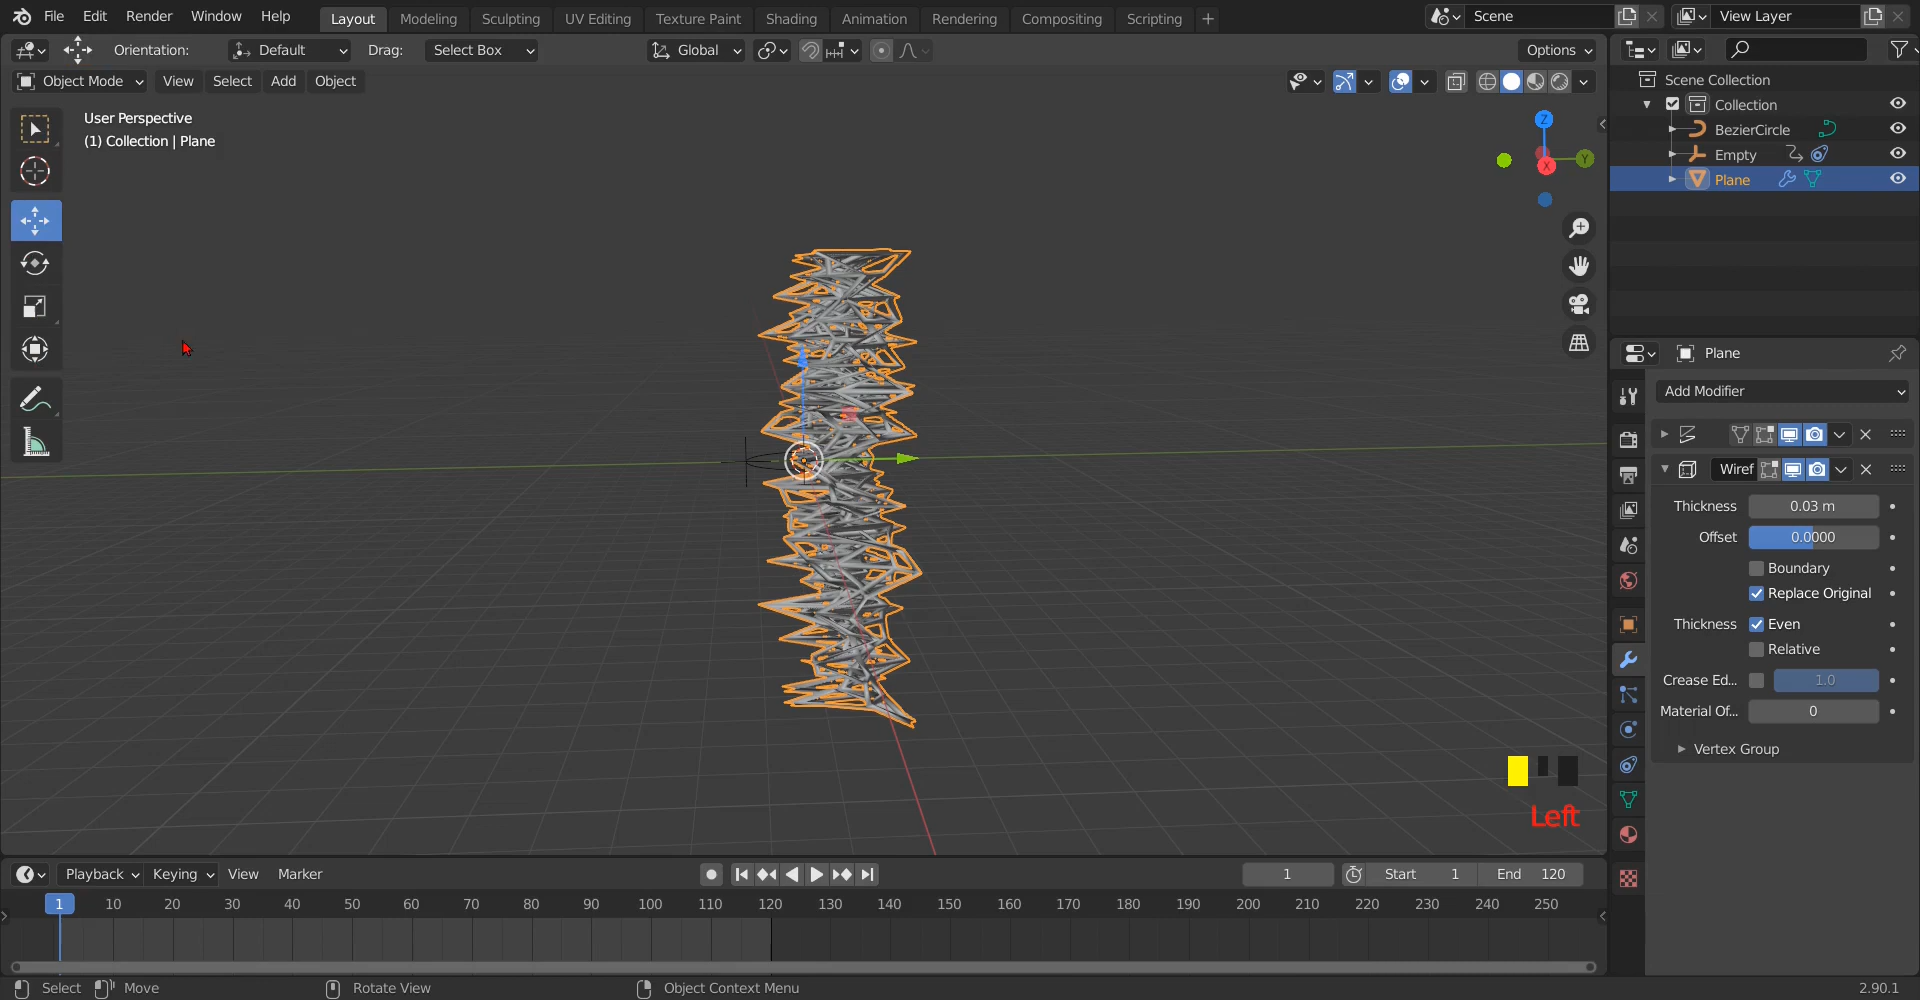 File Edit Render Window Help Layout Modeling Sculpting UV Editing Texture Paint Shading Animation Rendering Compositing Scripting + Scene View Layer
Orientation: Default Drag: Select Box Global Options
Object Mode View Select Add Object
User Perspective
(1) Collection | Plane
Z
Y
X
Scene Collection
Collection
BezierCircle
Empty
Plane
Plane
Add Modifier
Wiref
Thickness 0.03 m
Offset 0.0000
Boundary
Replace Original
Thickness Even
Relative
Crease Ed... 1.0
Material Of... 0
Vertex Group
Left
Playback Keying View Marker 1 Start 1 End 120
1 10 20 30 40 50 60 70 80 90 100 110 120 130 140 150 160 170 180 190 200 210 220 230 240 250
Select Move Rotate View Object Context Menu 2.90.1